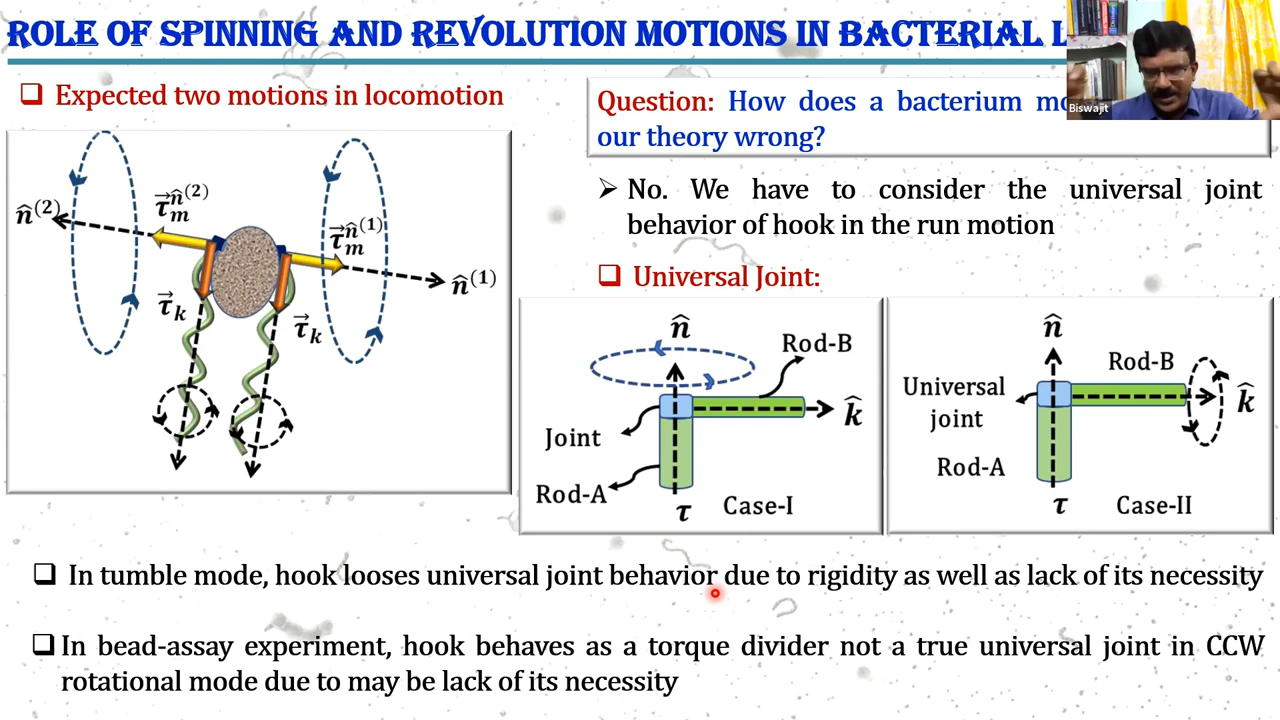 ROLE OF SPINNING AND REVOLUTION MOTIONS IN BACTERIAL
Expected two motions in locomotion
Question: How does a bacterium
our theory wrong?
Biswajit
No. We have to consider the universal joint
behavior of hook in the run motion
Universal Joint:
n̂⁽²⁾
τ⃗ₘ n̂⁽²⁾
τ⃗ₘ n̂⁽¹⁾
n̂⁽¹⁾
τ⃗ₖ
τ⃗ₖ
n̂
Rod-B
k̂
Joint
Rod-A
τ
Case-I
n̂
Rod-B
Universal
joint
k̂
Rod-A
τ
Case-II
In tumble mode, hook looses universal joint behavior due to rigidity as well as lack of its necessity
In bead-assay experiment, hook behaves as a torque divider not a true universal joint in CCW
rotational mode due to may be lack of its necessity